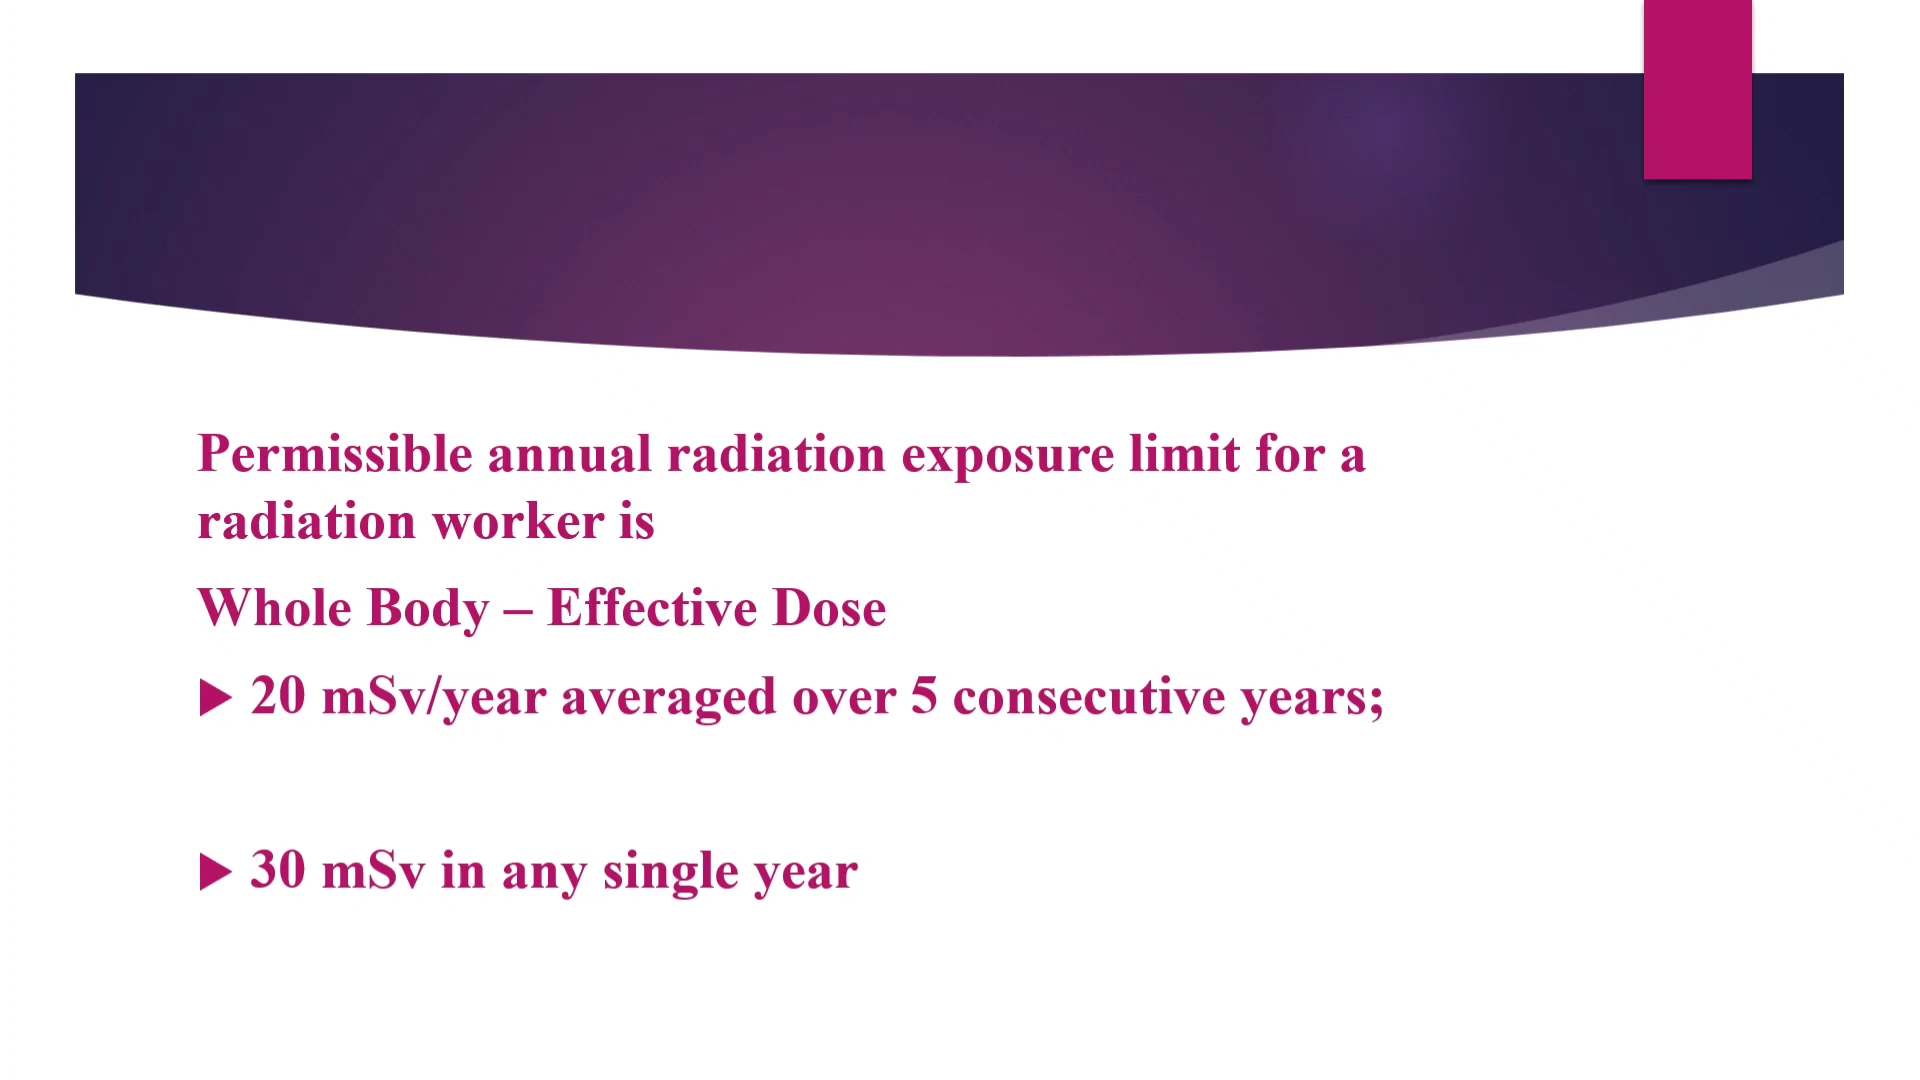 Permissible annual radiation exposure limit for a
radiation worker is
Whole Body – Effective Dose
20 mSv/year averaged over 5 consecutive years;
30 mSv in any single year